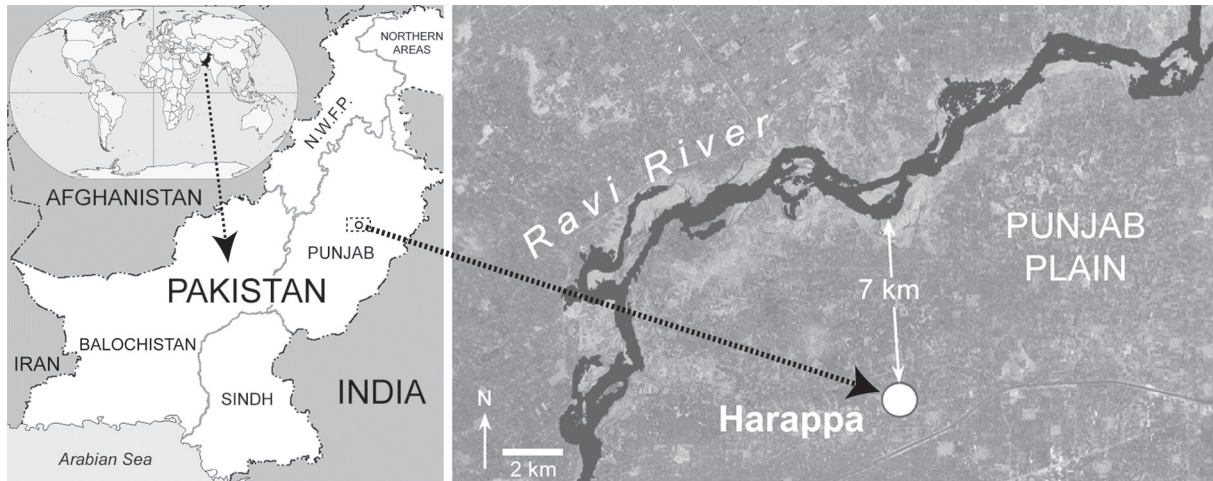 NORTHERN
AREAS
N.W.F.P.
AFGHANISTAN
PUNJAB
PAKISTAN
BALOCHISTAN
IRAN
SINDH
INDIA
Arabian Sea
Ravi River
PUNJAB
PLAIN
7 km
Harappa
N
2 km